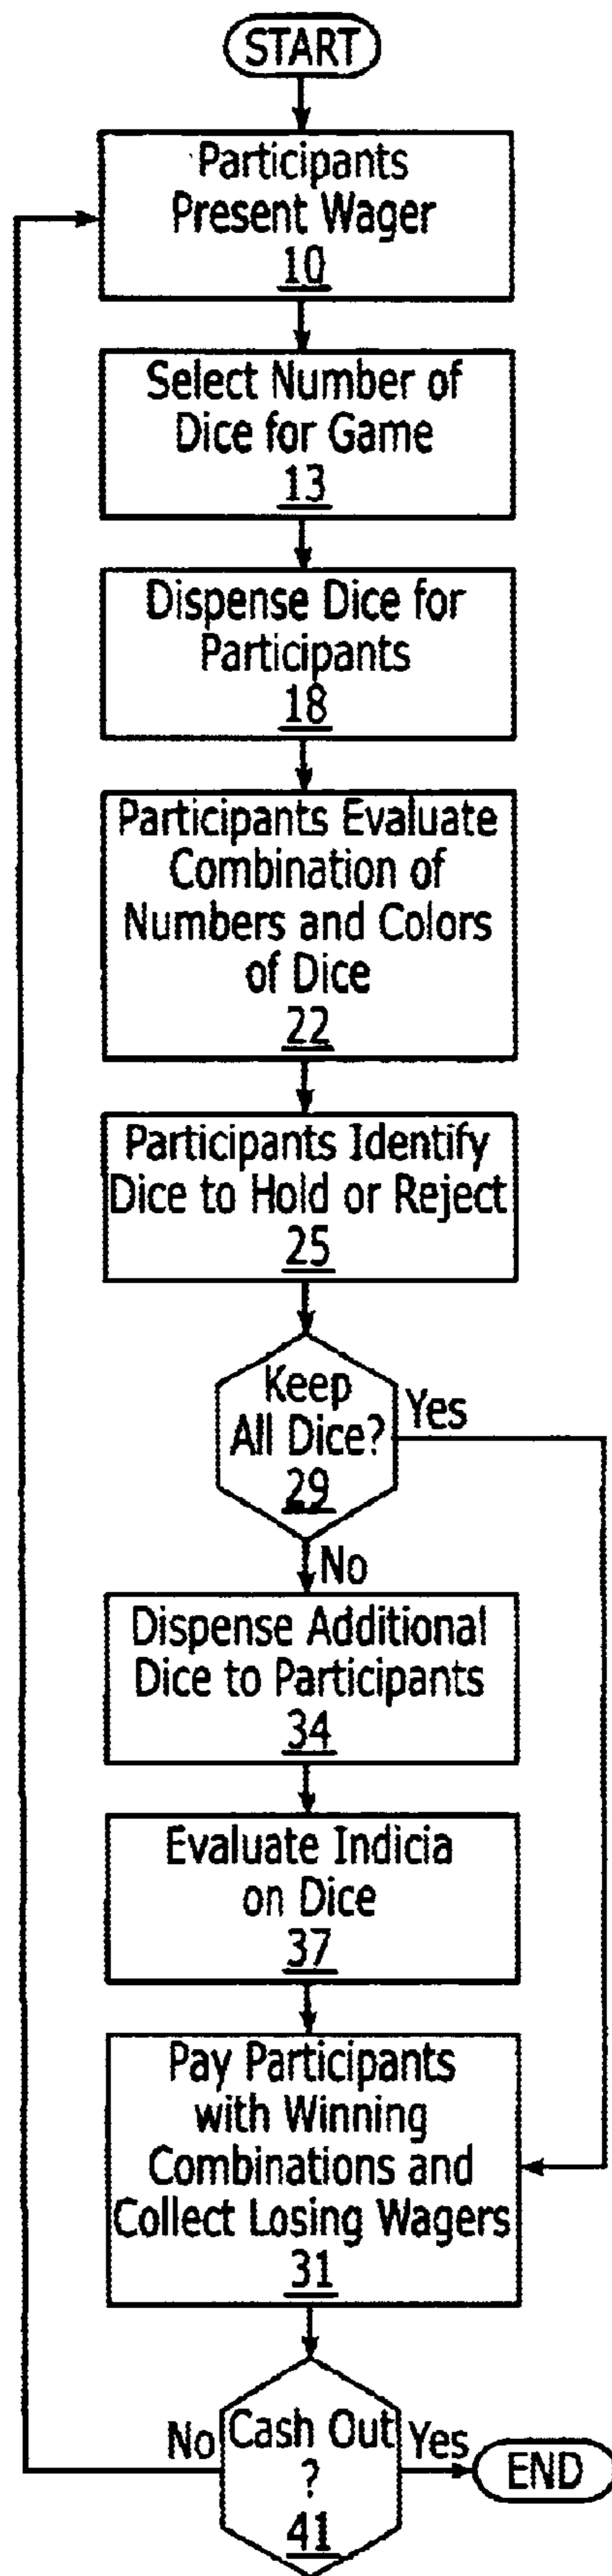 START
Participants
Present Wager
10
Select Number of
Dice for Game
13
Dispense Dice for
Participants
18
Participants Evaluate
Combination of
Numbers and Colors
of Dice
22
Participants Identify
Dice to Hold or Reject
25
Keep
All Dice?
29
Yes
No
Dispense Additional
Dice to Participants
34
Evaluate Indicia
on Dice
37
Pay Participants
with Winning
Combinations and
Collect Losing Wagers
31
No
Cash Out
?
41
Yes
END